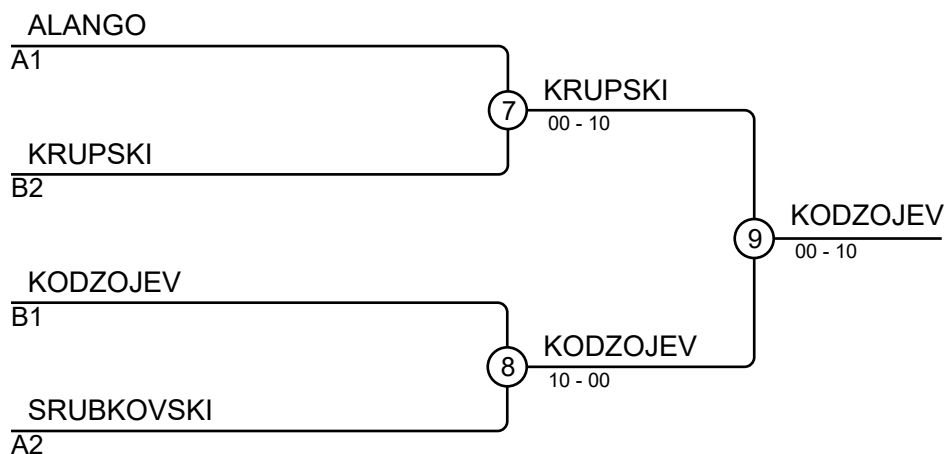 ALANGO
A1
7
KRUPSKI
00 - 10
KRUPSKI
B2
9
KODZOJEV
00 - 10
KODZOJEV
B1
8
KODZOJEV
10 - 00
SRUBKOVSKI
A2